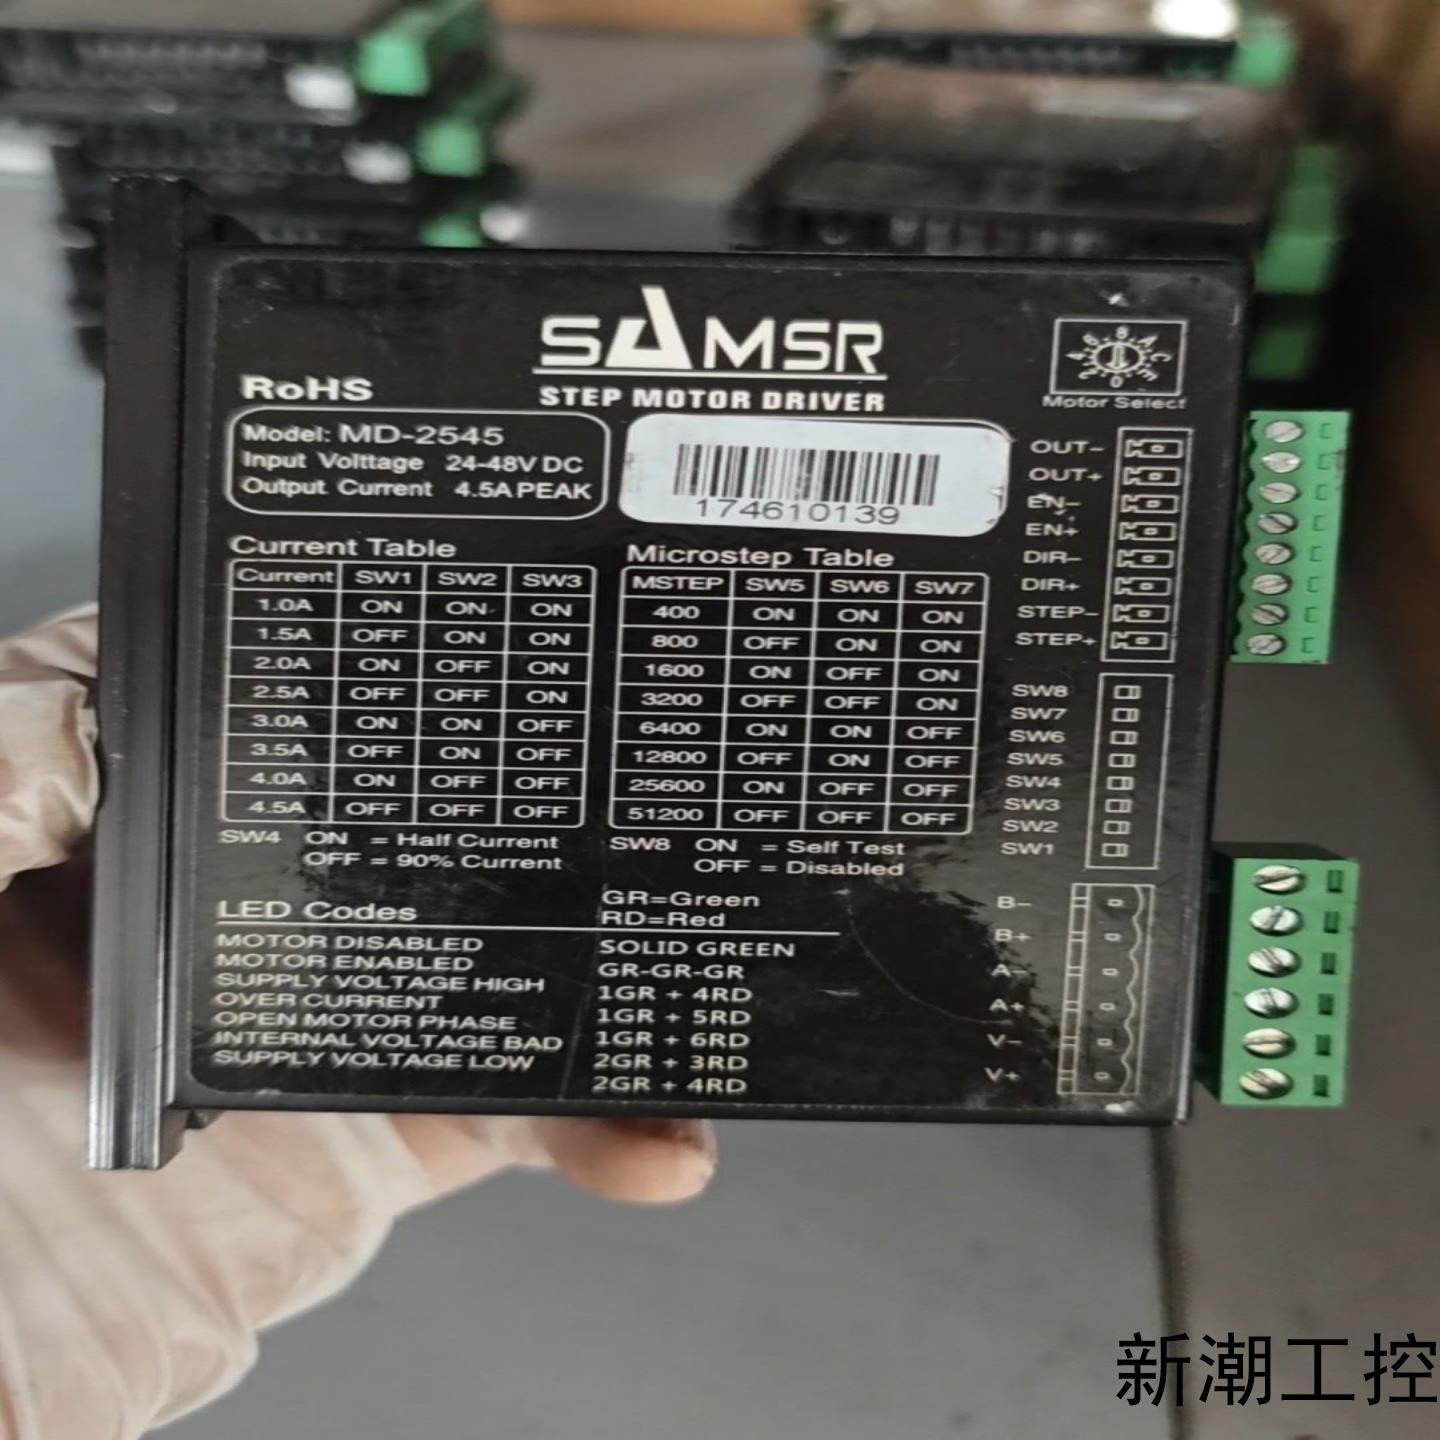 SAMSR
STEP MOTOR DRIVER
RoHS
Model: MD-2545
Input Volttage 24-48V DC
Output Current 4.5A PEAK
174610139
Motor Select
OUT-
OUT+
EN-
EN+
DIR-
DIR+
STEP-
STEP+
Current Table
Current SW1 SW2 SW3
1.0A ON ON ON
1.5A OFF ON ON
2.0A ON OFF ON
2.5A OFF OFF ON
3.0A ON ON OFF
3.5A OFF ON OFF
4.0A ON OFF OFF
4.5A OFF OFF OFF
SW4 ON = Half Current
OFF = 90% Current
Microstep Table
MSTEP SW5 SW6 SW7
400 ON ON ON
800 OFF ON ON
1600 ON OFF ON
3200 OFF OFF ON
6400 ON ON OFF
12800 OFF ON OFF
25600 ON OFF OFF
51200 OFF OFF OFF
SW8 ON = Self Test
OFF = Disabled
SW8
SW7
SW6
SW5
SW4
SW3
SW2
SW1
LED Codes
GR=Green
RD=Red
MOTOR DISABLED SOLID GREEN
MOTOR ENABLED GR-GR-GR
SUPPLY VOLTAGE HIGH 1GR + 4RD
OVER CURRENT 1GR + 5RD
OPEN MOTOR PHASE 1GR + 6RD
INTERNAL VOLTAGE BAD 2GR + 3RD
SUPPLY VOLTAGE LOW 2GR + 4RD
B-
B+
A-
A+
V-
V+
新潮工控